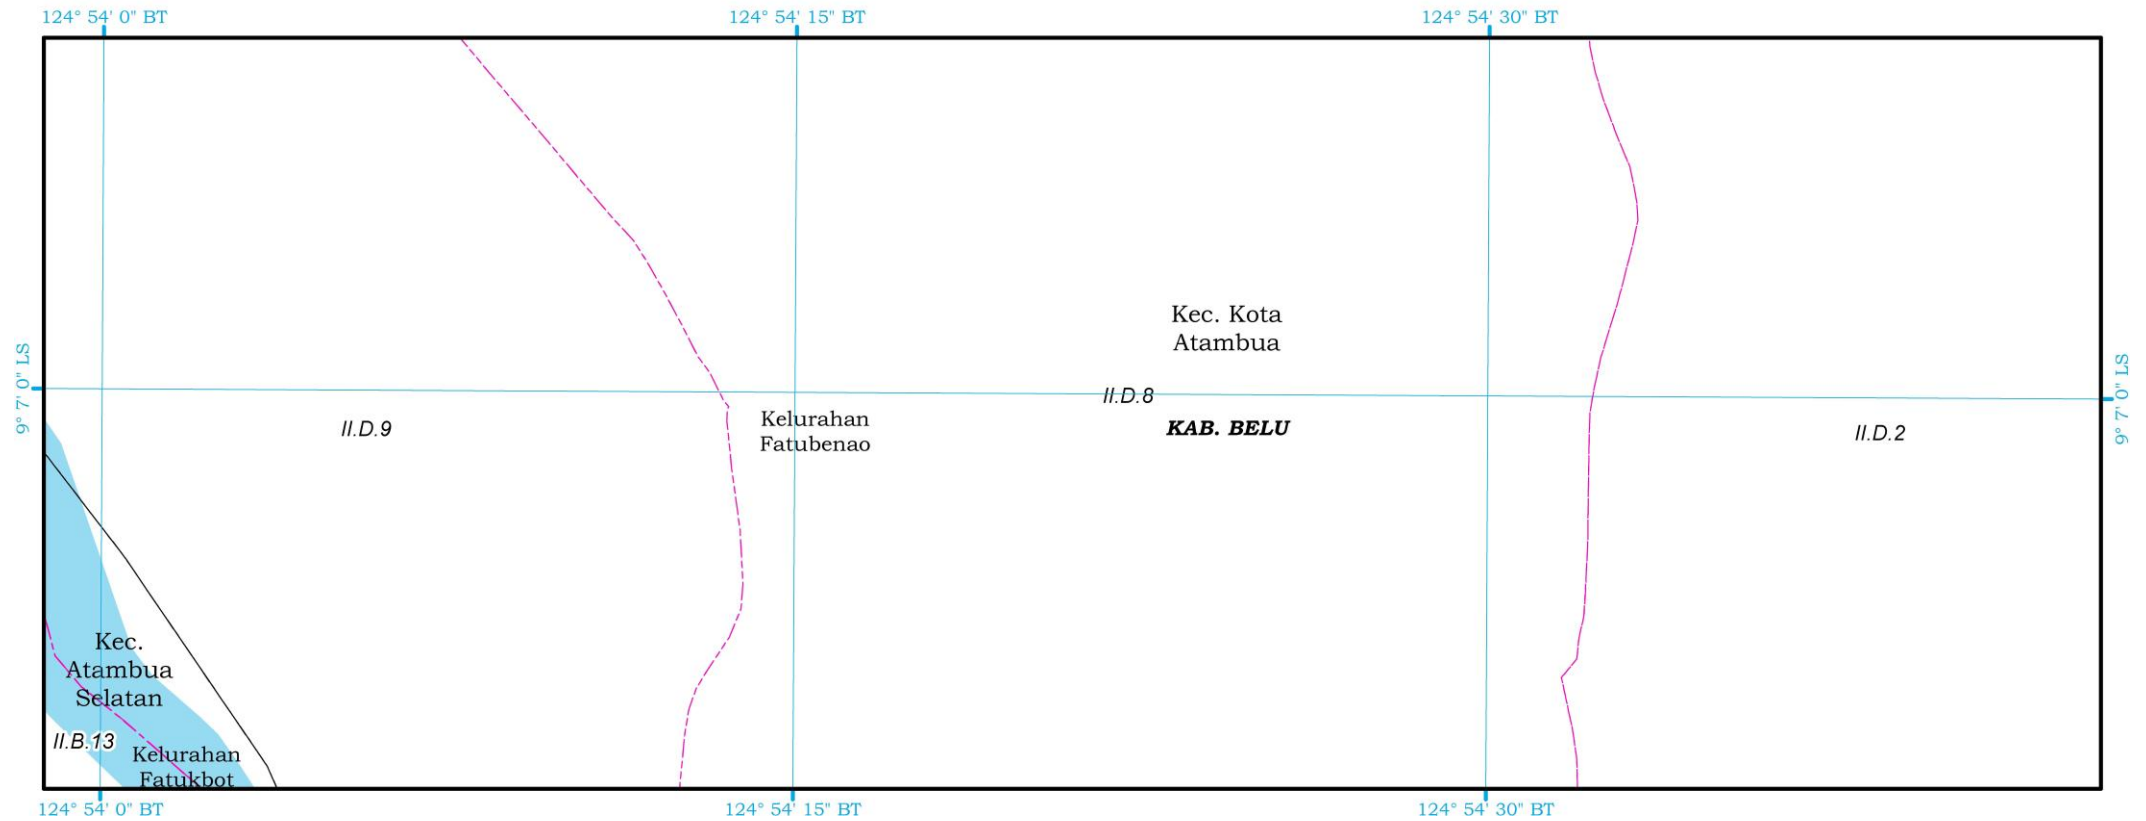 124° 54' 0" BT
124° 54' 15" BT
124° 54' 30" BT
Kec. Kota
Atambua
9° 7' 0" LS
9° 7' 0" LS
II.D.8
II.D.9
Kelurahan
Fatubenao
KAB. BELU
II.D.2
Kec.
Atambua
Selatan
II.B.13
Kelurahan
Fatukbot
124° 54' 0" BT
124° 54' 15" BT
124° 54' 30" BT